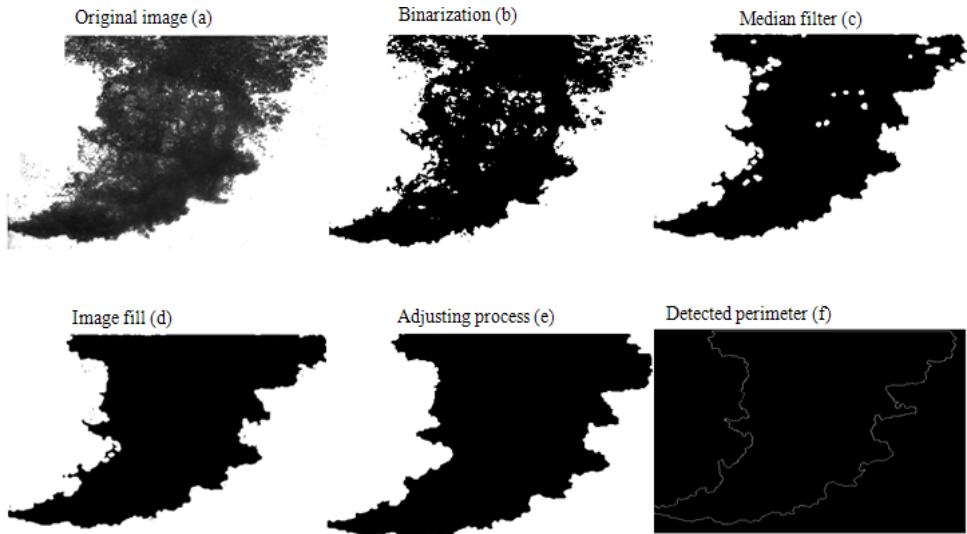 Original image (a)
Binarization (b)
Median filter (c)
Image fill (d)
Adjusting process (e)
Detected perimeter (f)